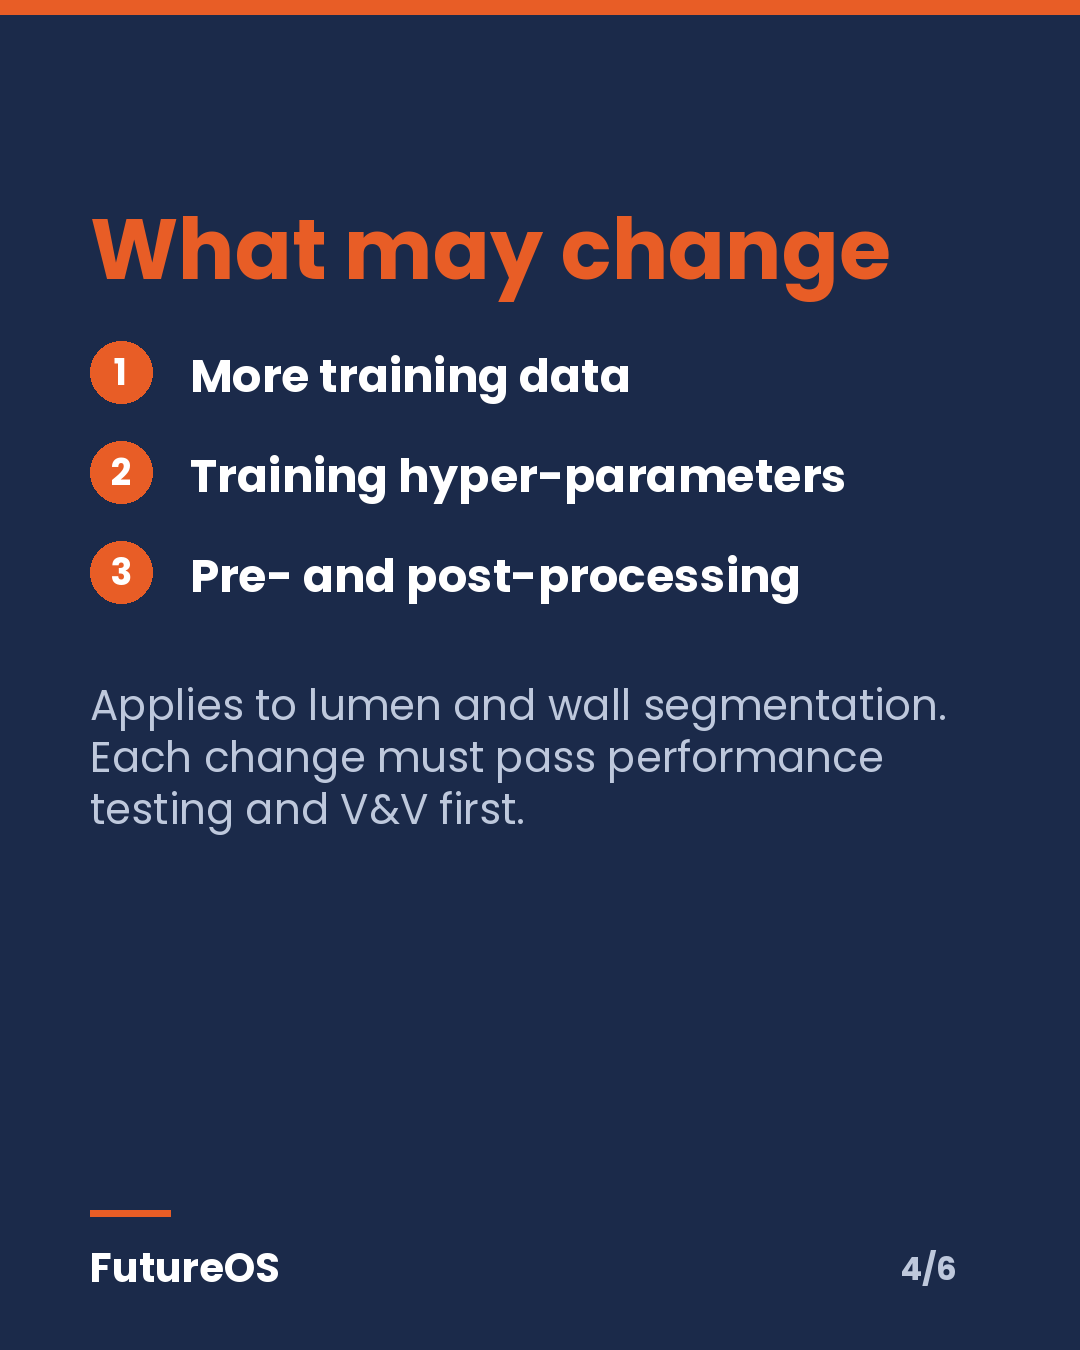 What may change
1 More training data
2 Training hyper-parameters
3 Pre- and post-processing
Applies to lumen and wall segmentation.
Each change must pass performance
testing and V&V first.
FutureOS
4/6